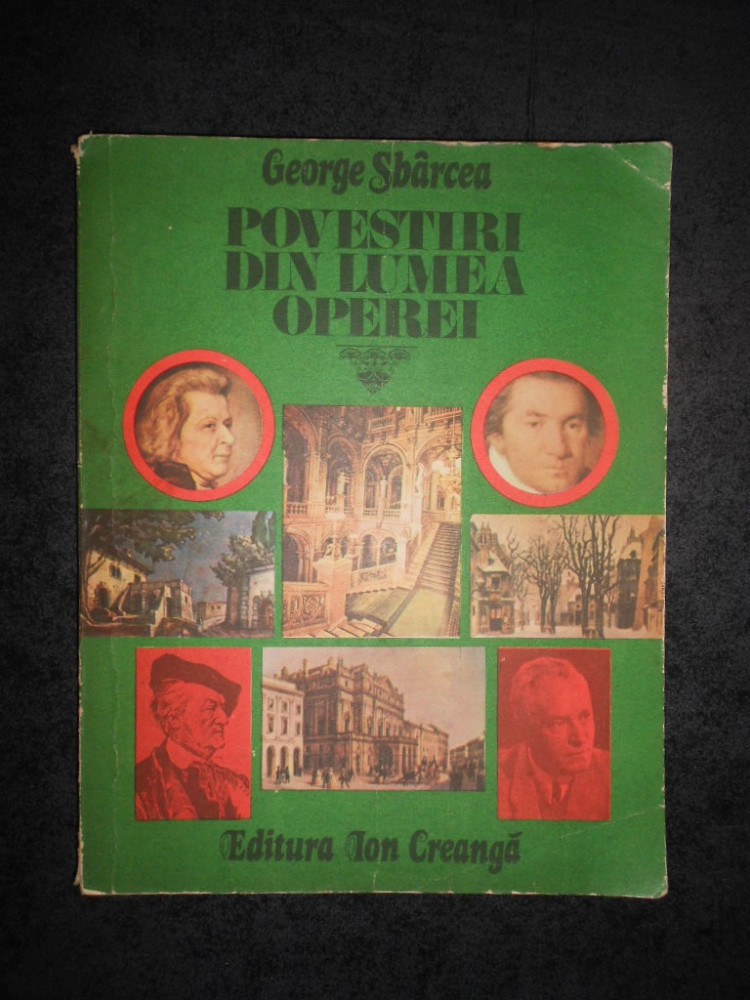 George Sbârcea
POVESTIRI
DIN LUMEA
OPEREI
Editura Ion Creangă